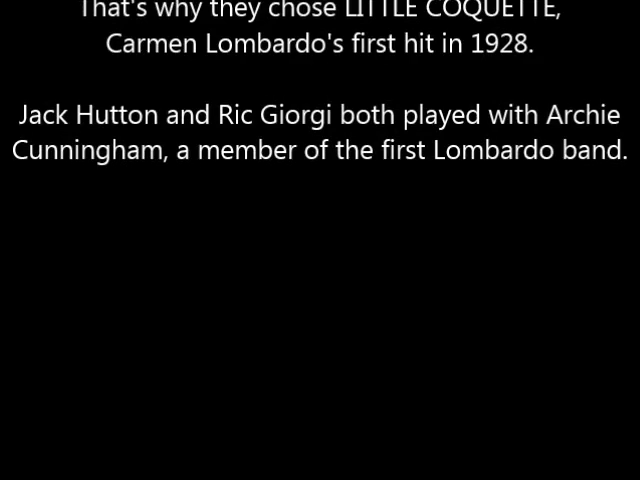 That's why they chose LITTLE COQUETTE,
Carmen Lombardo's first hit in 1928.
Jack Hutton and Ric Giorgi both played with Archie
Cunningham, a member of the first Lombardo band.